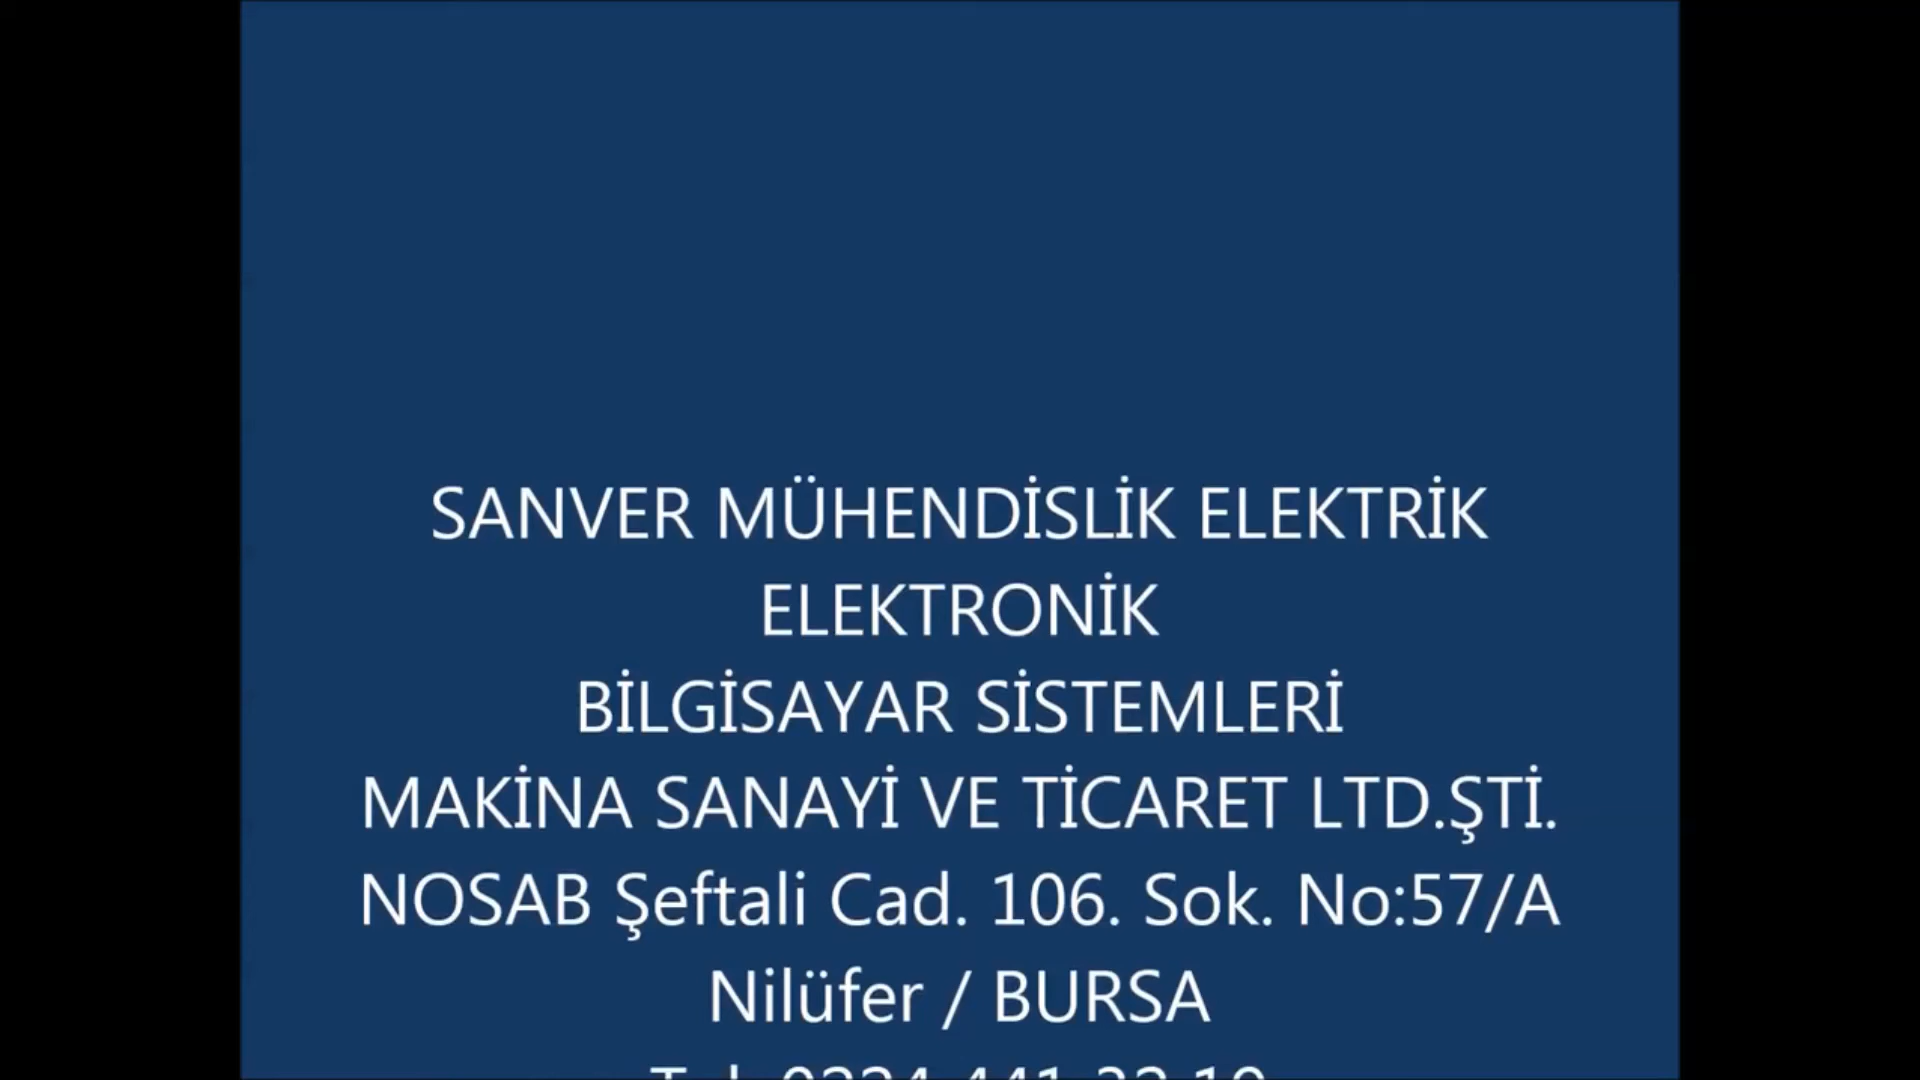 SANVER MÜHENDİSLİK ELEKTRİK
ELEKTRONİK
BİLGİSAYAR SİSTEMLERİ
MAKİNA SANAYİ VE TİCARET LTD.ŞTİ.
NOSAB Şeftali Cad. 106. Sok. No:57/A
Nilüfer / BURSA